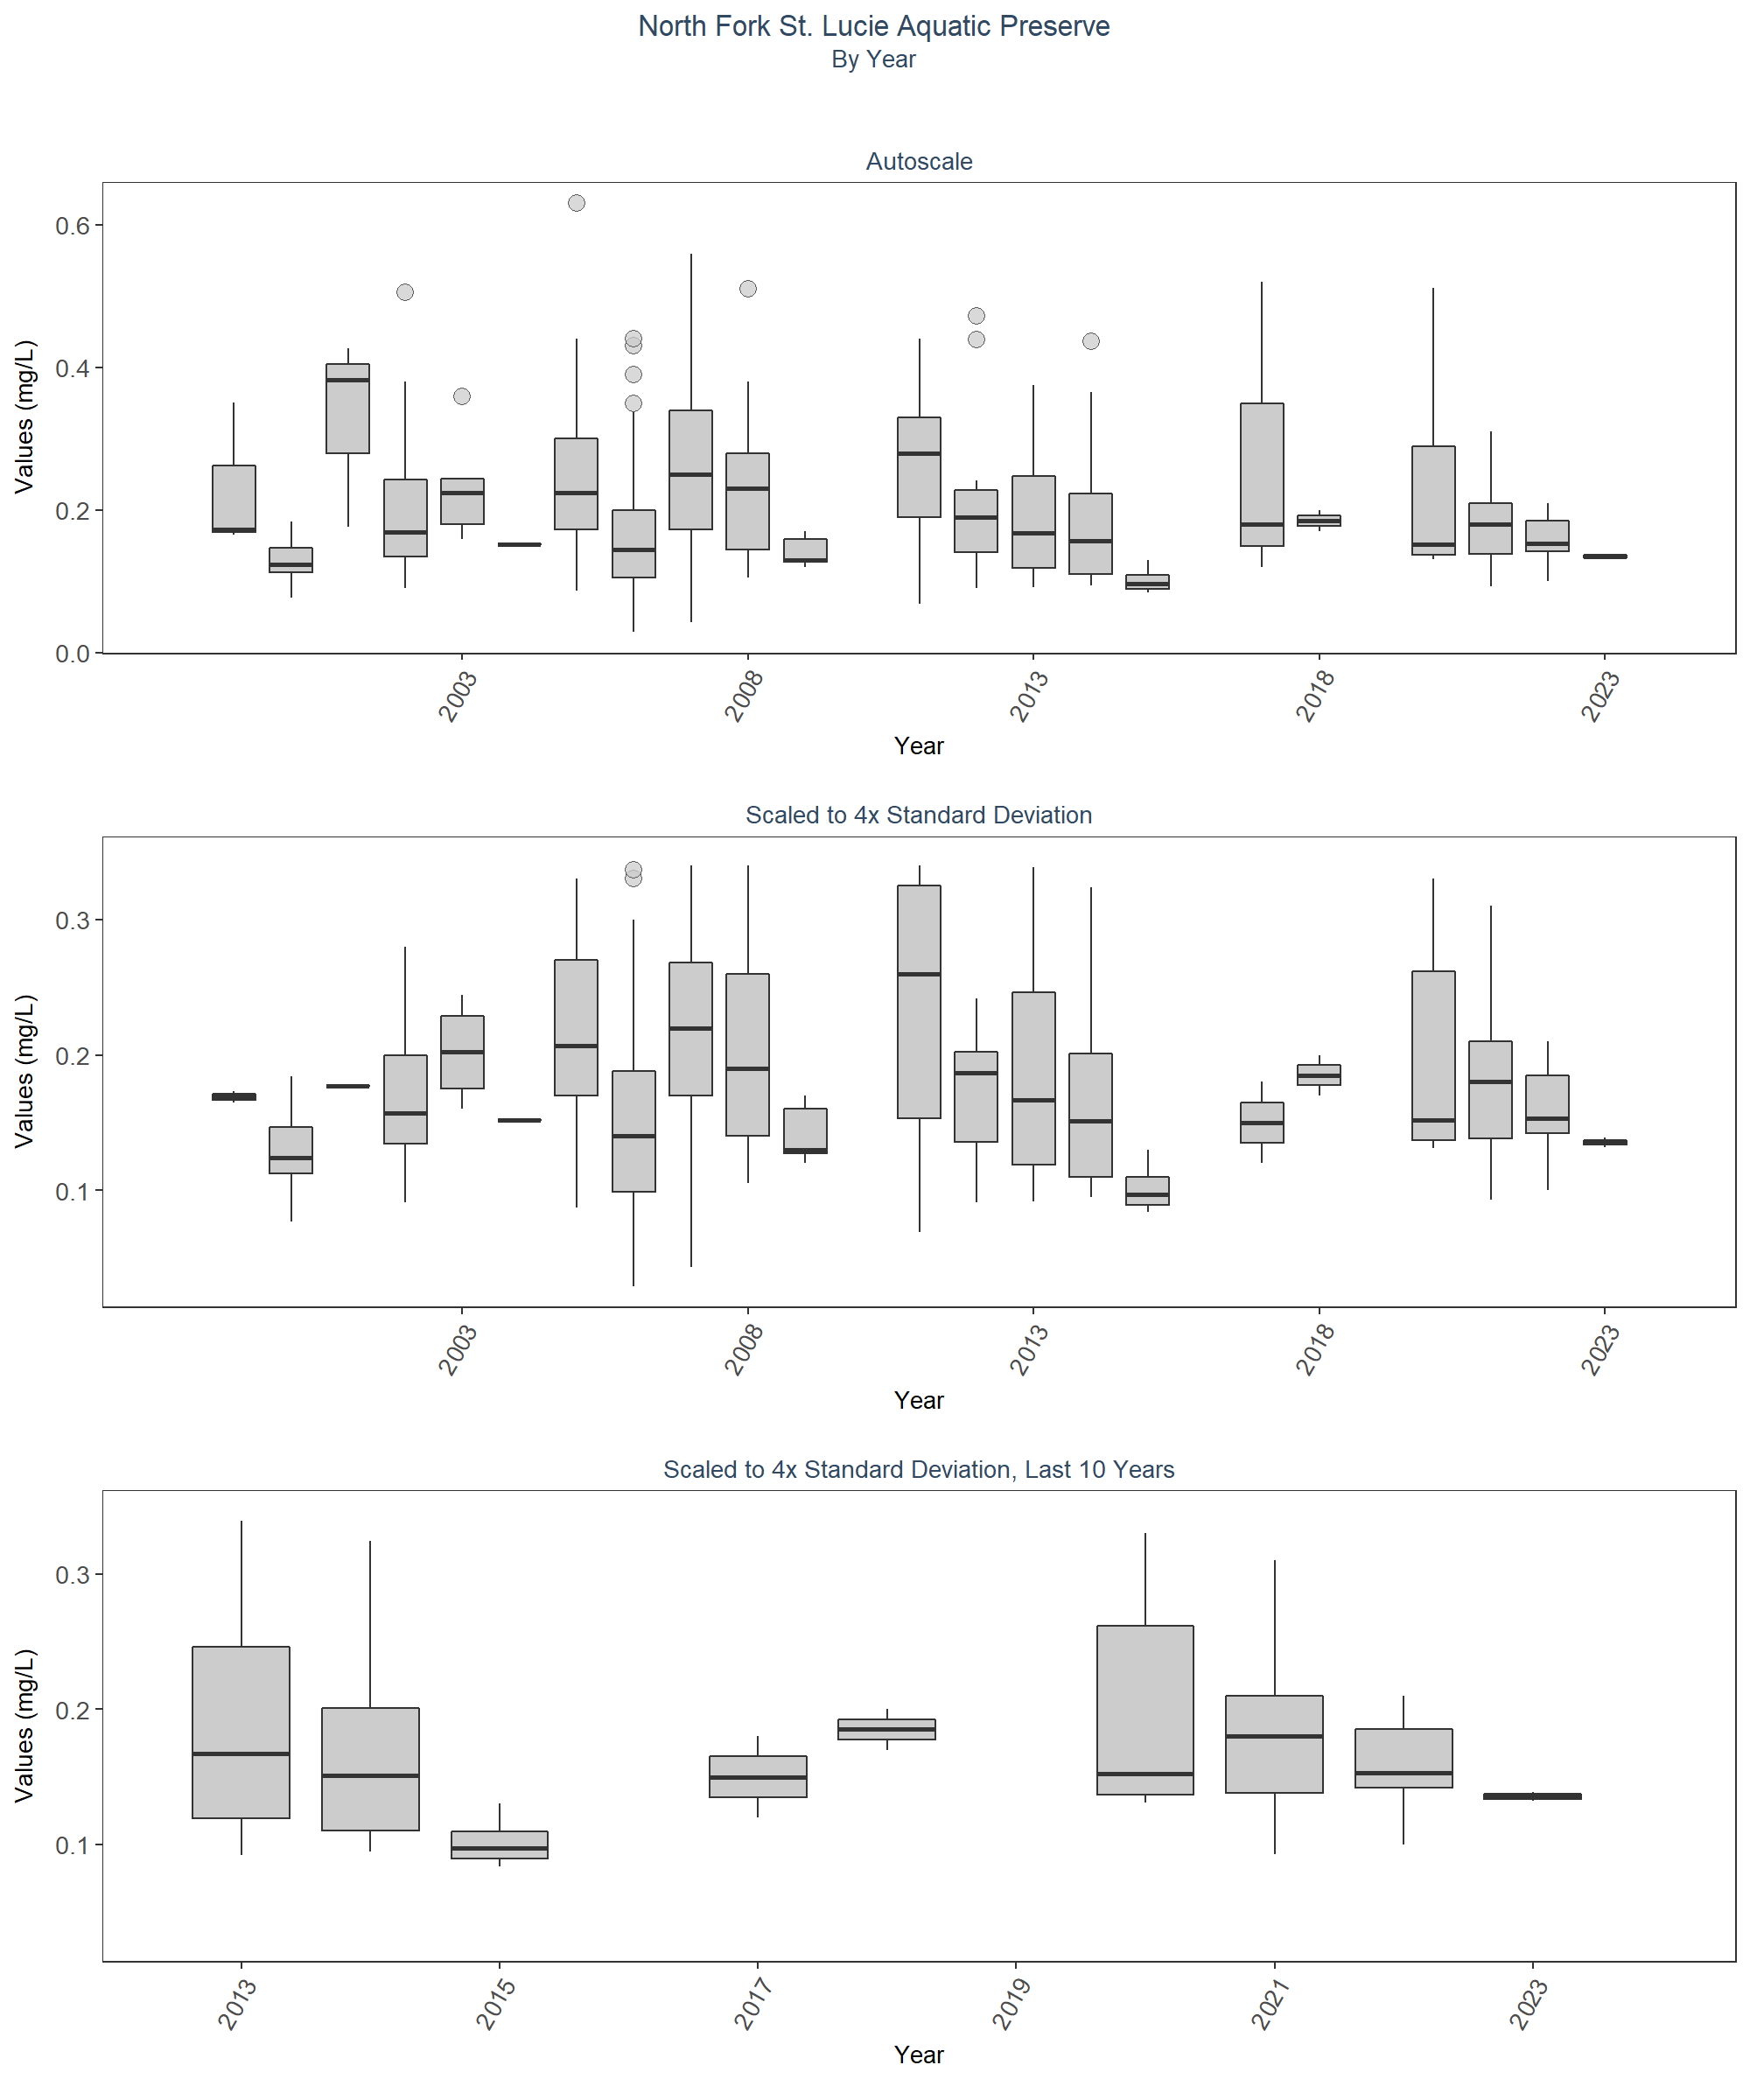 North Fork St. Lucie Aquatic Preserve
By Year
Autoscale
Values (mg/L)
0.6
0.4
0.2
0.0
2003 2008 2013 2018 2023
Year
Scaled to 4x Standard Deviation
Values (mg/L)
0.3
0.2
0.1
2003 2008 2013 2018 2023
Year
Scaled to 4x Standard Deviation, Last 10 Years
Values (mg/L)
0.3
0.2
0.1
2013 2015 2017 2019 2021 2023
Year